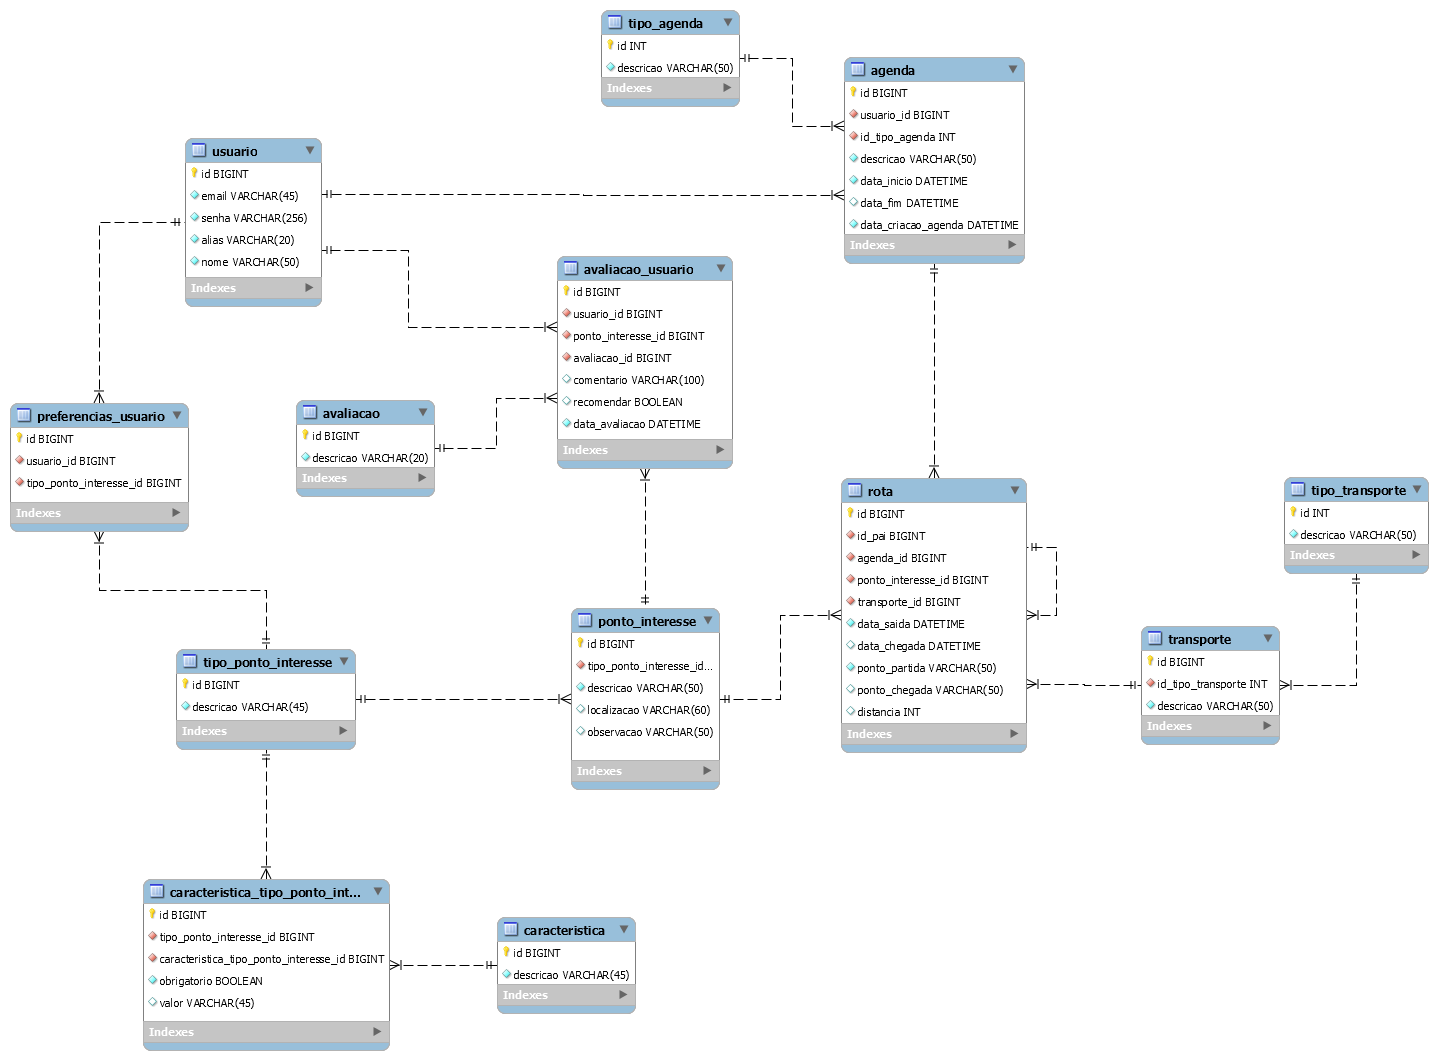 tipo_agenda
id INT
descricao VARCHAR(50)
Indexes
agenda
id BIGINT
usuario_id BIGINT
id_tipo_agenda INT
descricao VARCHAR(50)
data_inicio DATETIME
data_fim DATETIME
data_criacao_agenda DATETIME
Indexes
usuario
id BIGINT
email VARCHAR(45)
senha VARCHAR(256)
alias VARCHAR(20)
nome VARCHAR(50)
Indexes
avaliacao_usuario
id BIGINT
usuario_id BIGINT
ponto_interesse_id BIGINT
avaliacao_id BIGINT
comentario VARCHAR(100)
recomendar BOOLEAN
data_avaliacao DATETIME
Indexes
preferencias_usuario
id BIGINT
usuario_id BIGINT
tipo_ponto_interesse_id BIGINT
Indexes
avaliacao
id BIGINT
descricao VARCHAR(20)
Indexes
rota
id BIGINT
id_pai BIGINT
agenda_id BIGINT
ponto_interesse_id BIGINT
transporte_id BIGINT
data_saida DATETIME
data_chegada DATETIME
ponto_partida VARCHAR(50)
ponto_chegada VARCHAR(50)
distancia INT
Indexes
tipo_transporte
id INT
descricao VARCHAR(50)
Indexes
ponto_interesse
id BIGINT
tipo_ponto_interesse_id...
descricao VARCHAR(50)
localizacao VARCHAR(60)
observacao VARCHAR(50)
Indexes
transporte
id BIGINT
id_tipo_transporte INT
descricao VARCHAR(50)
Indexes
tipo_ponto_interesse
id BIGINT
descricao VARCHAR(45)
Indexes
caracteristica_tipo_ponto_int...
id BIGINT
tipo_ponto_interesse_id BIGINT
caracteristica_tipo_ponto_interesse_id BIGINT
obrigatorio BOOLEAN
valor VARCHAR(45)
Indexes
caracteristica
id BIGINT
descricao VARCHAR(45)
Indexes